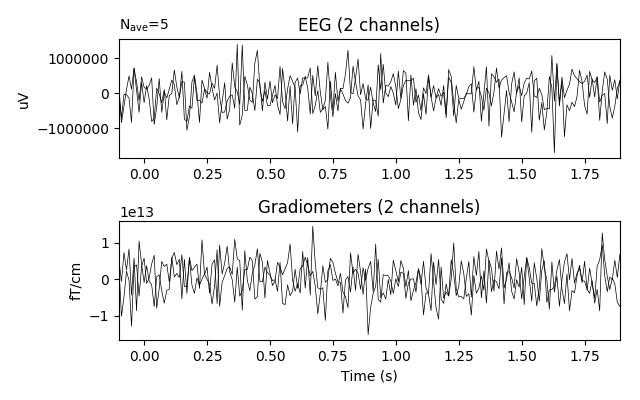 N_ave=5
EEG (2 channels)
1000000
0
−1000000
uV
0.00 0.25 0.50 0.75 1.00 1.25 1.50 1.75
Gradiometers (2 channels)
1e13
1
0
−1
fT/cm
0.00 0.25 0.50 0.75 1.00 1.25 1.50 1.75
Time (s)